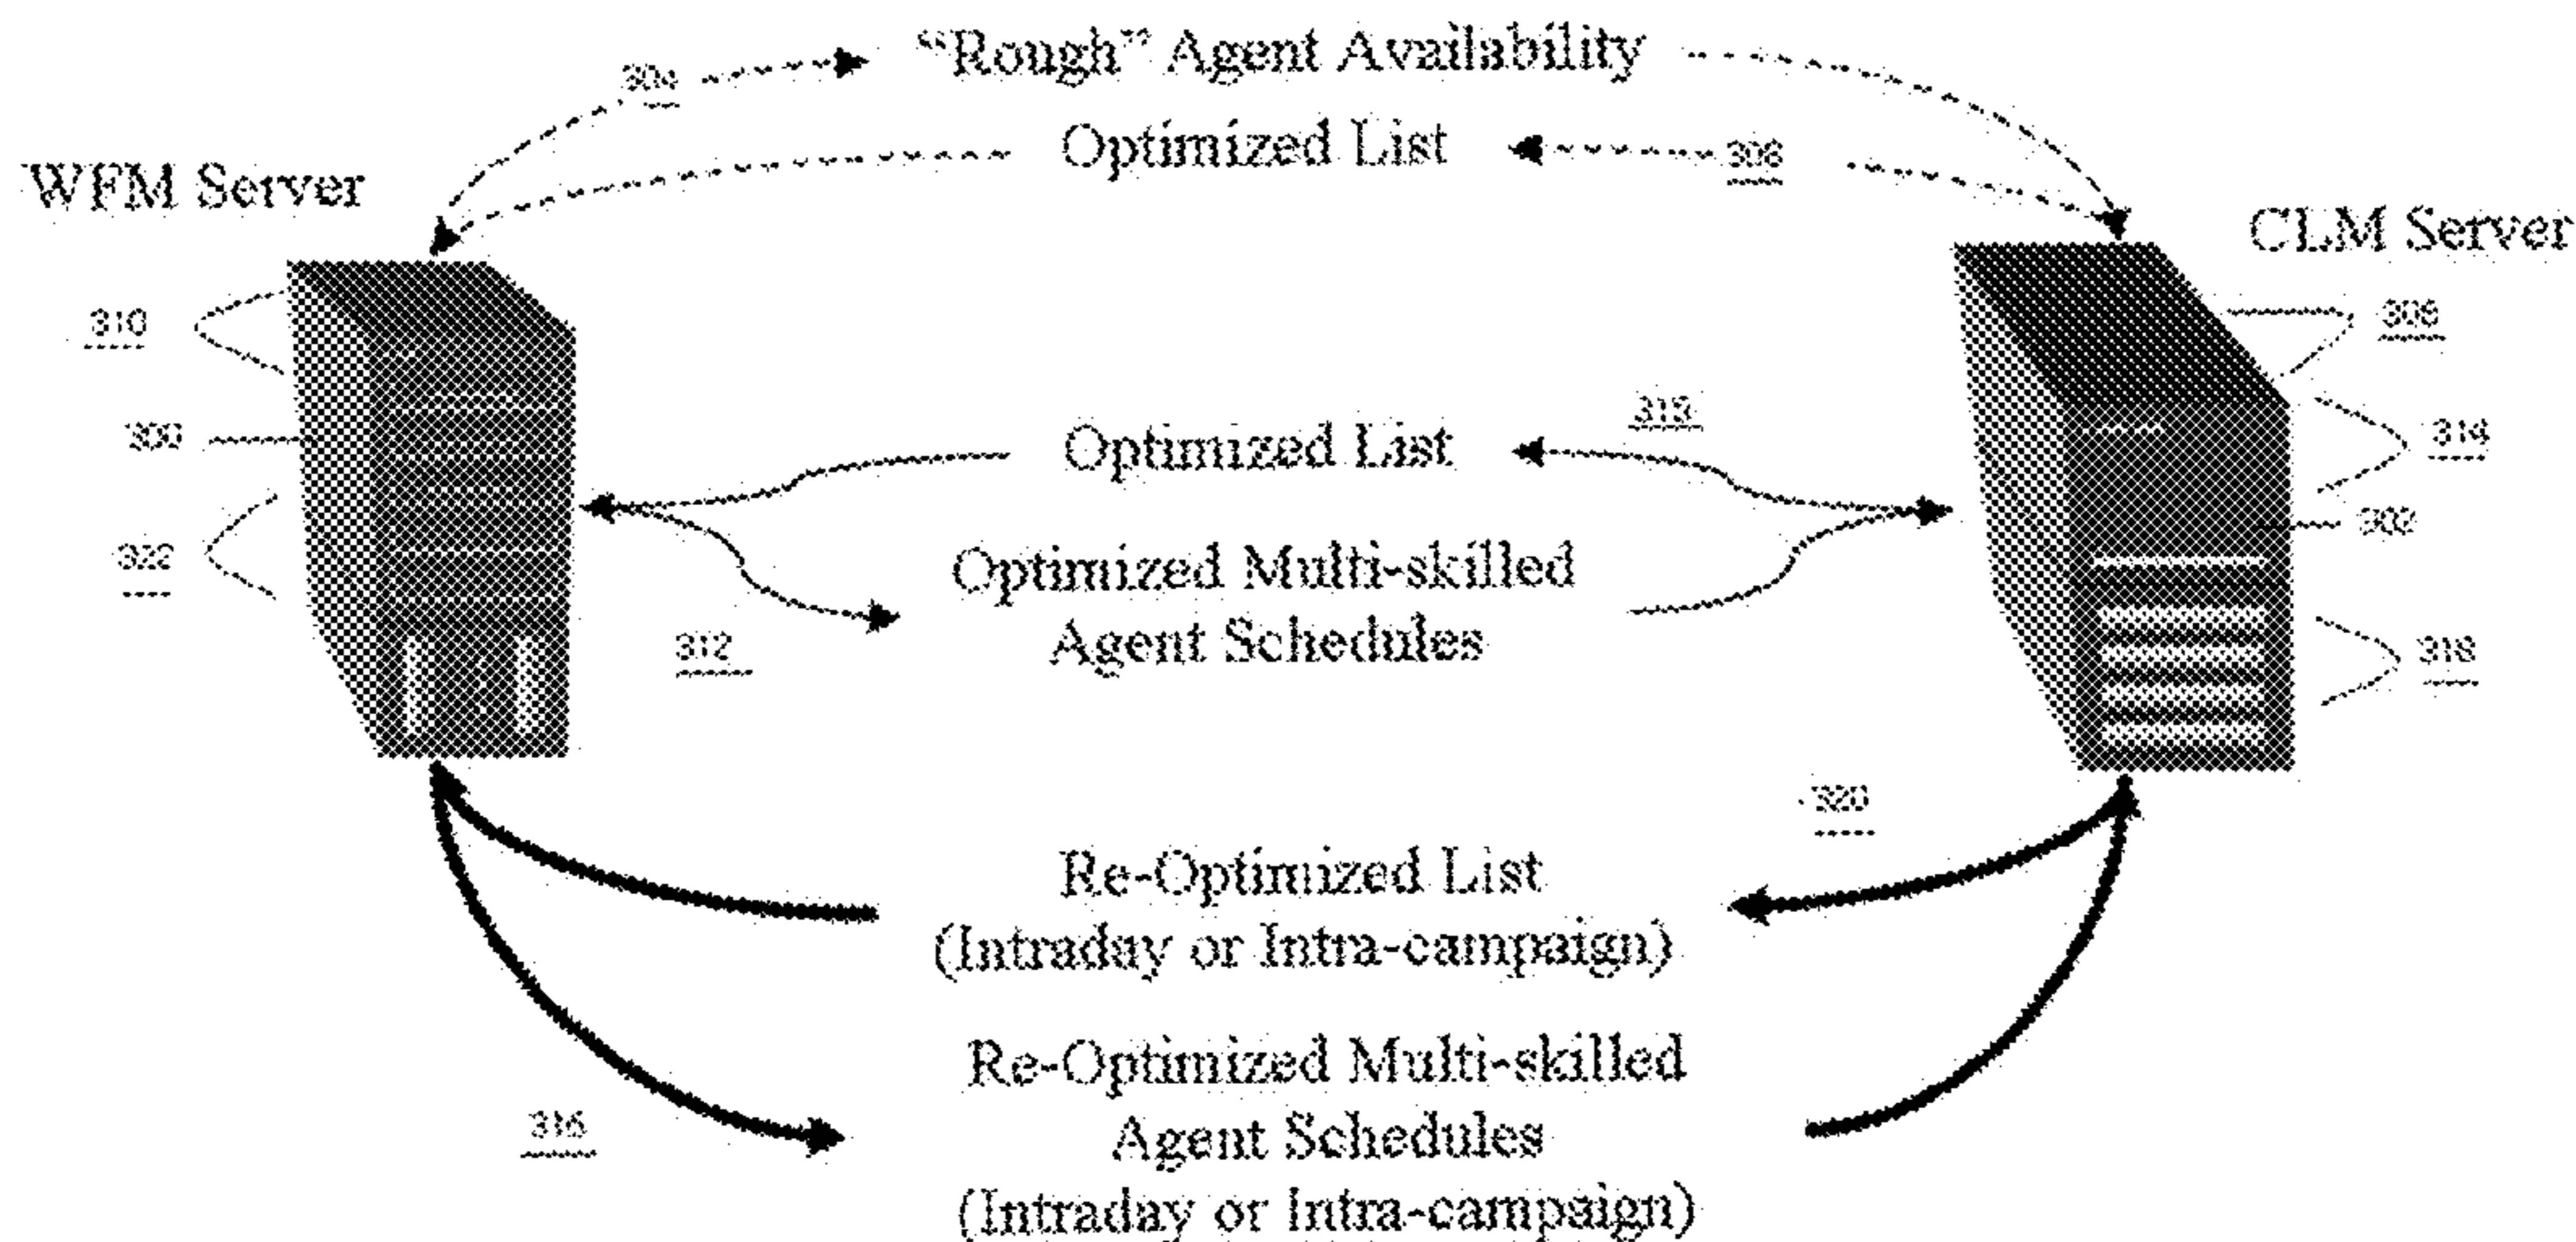 304
"Rough" Agent Availability
Optimized List
308
WFM Server
CLM Server
310
300
322
Optimized List
314
302
Optimized Multi-skilled
Agent Schedules
312
318
320
Re-Optimized List
(Intraday or Intra-campaign)
Re-Optimized Multi-skilled
Agent Schedules
(Intraday or Intra-campaign)
316